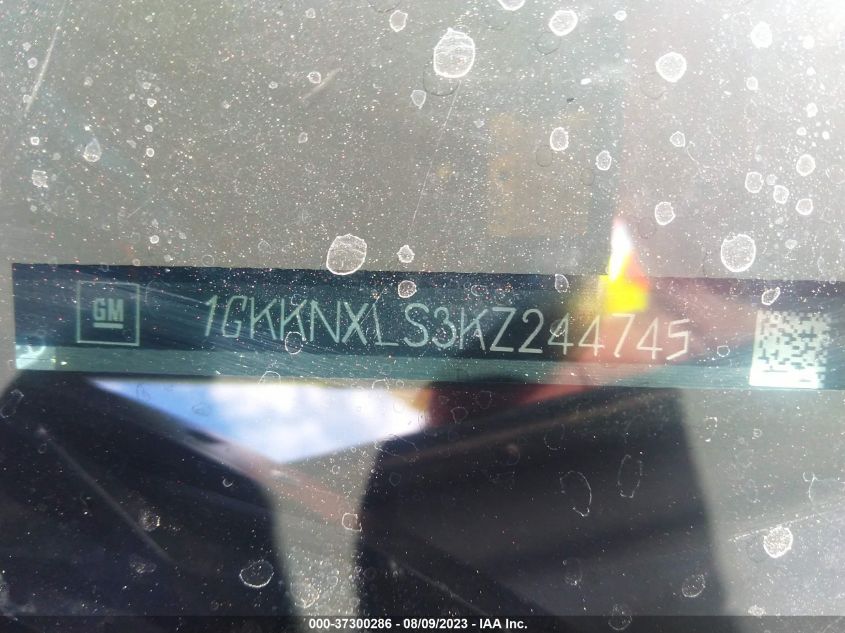 GM
1GKKNXLS3KZ244745
000-37300286 - 08/09/2023 - IAA Inc.